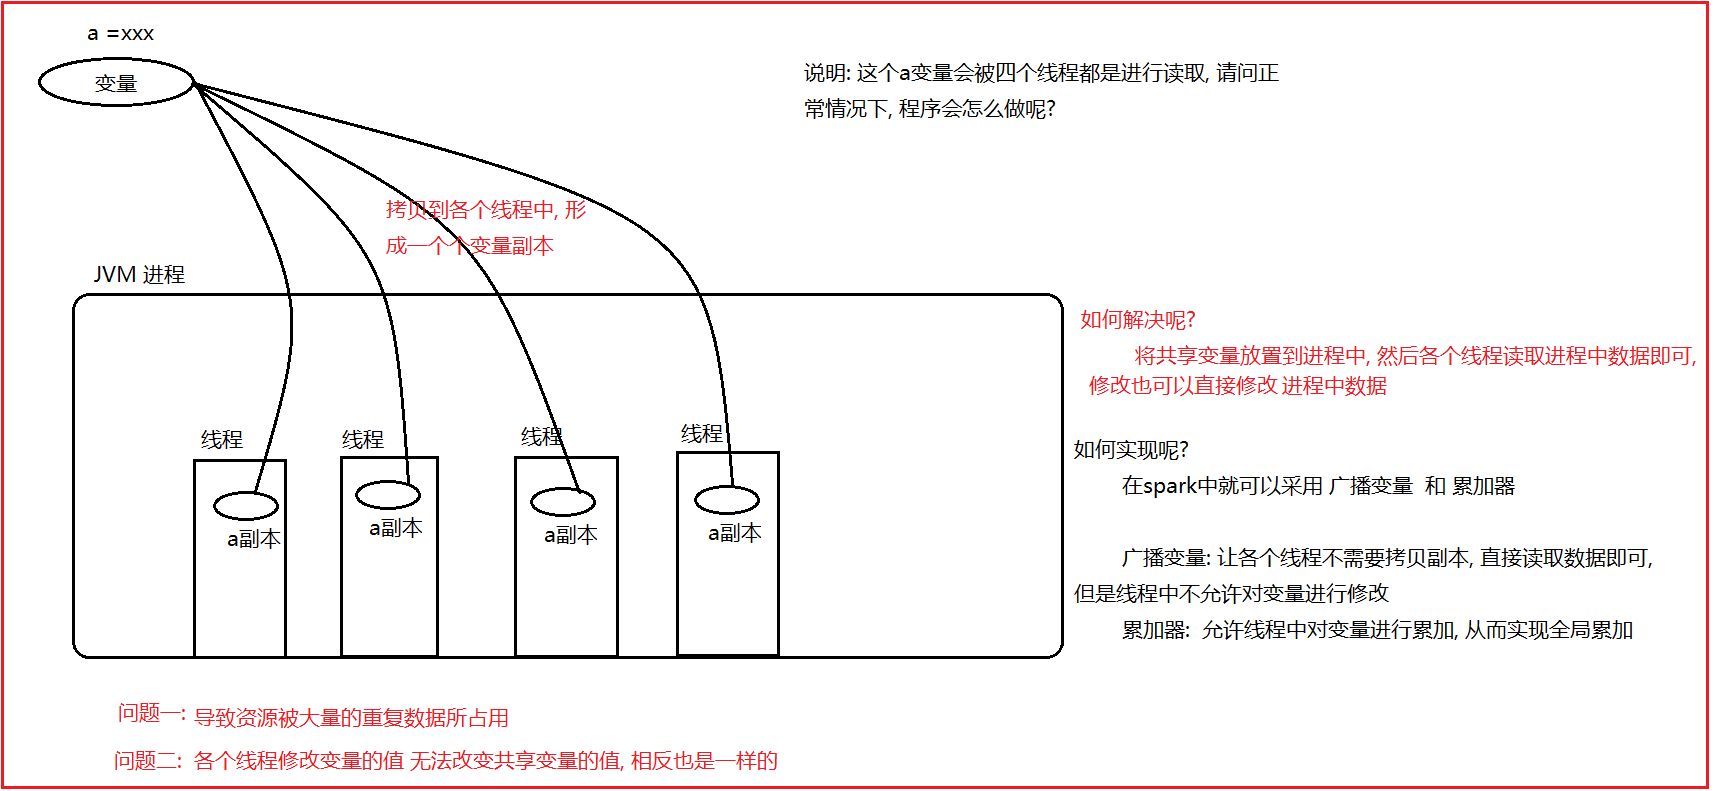 a =xxx
变量
说明: 这个a变量会被四个线程都是进行读取, 请问正
常情况下, 程序会怎么做呢?
拷贝到各个线程中, 形
成一个个变量副本
JVM 进程
线程
线程
线程
线程
a副本
a副本
a副本
a副本
如何解决呢?
将共享变量放置到进程中, 然后各个线程读取进程中数据即可,
修改也可以直接修改 进程中数据
如何实现呢?
在spark中就可以采用 广播变量 和 累加器
广播变量: 让各个线程不需要拷贝副本, 直接读取数据即可,
但是线程中不允许对变量进行修改
累加器: 允许线程中对变量进行累加, 从而实现全局累加
问题一: 导致资源被大量的重复数据所占用
问题二: 各个线程修改变量的值 无法改变共享变量的值, 相反也是一样的